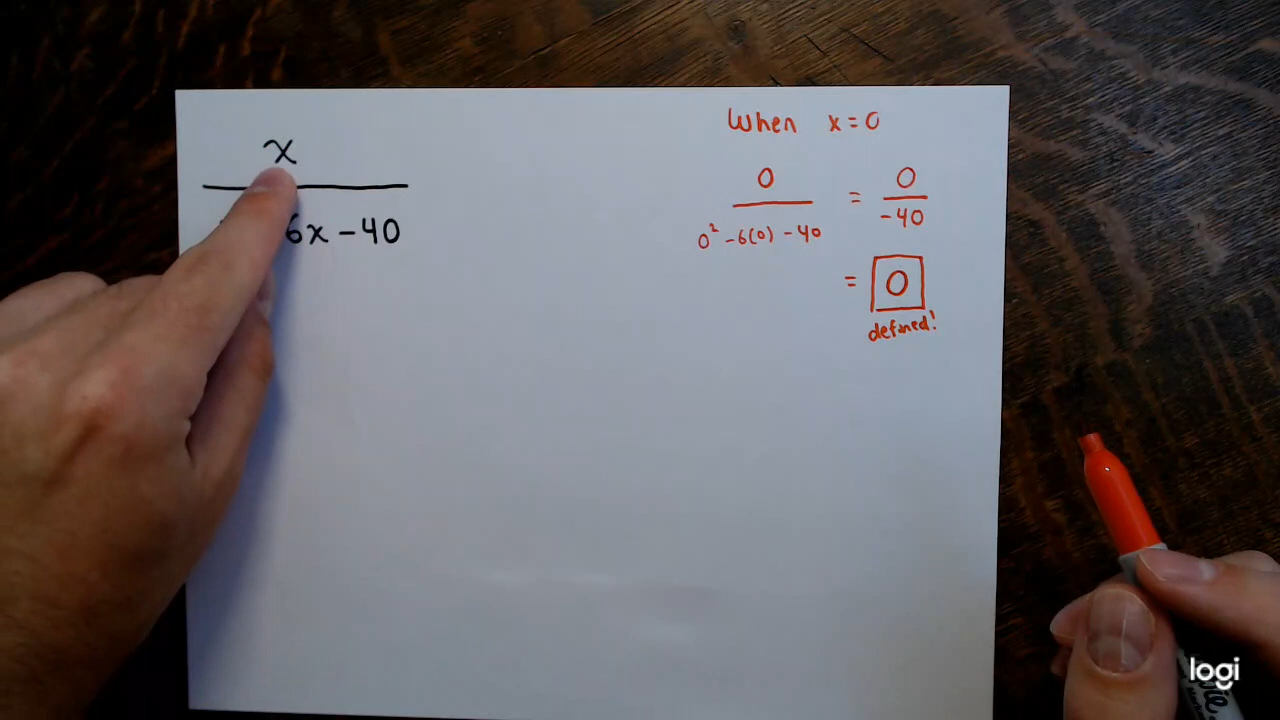 x
6x - 40
When x = 0
0 / 0² - 6(0) - 40 = 0 / -40
= 0
defined!
logi